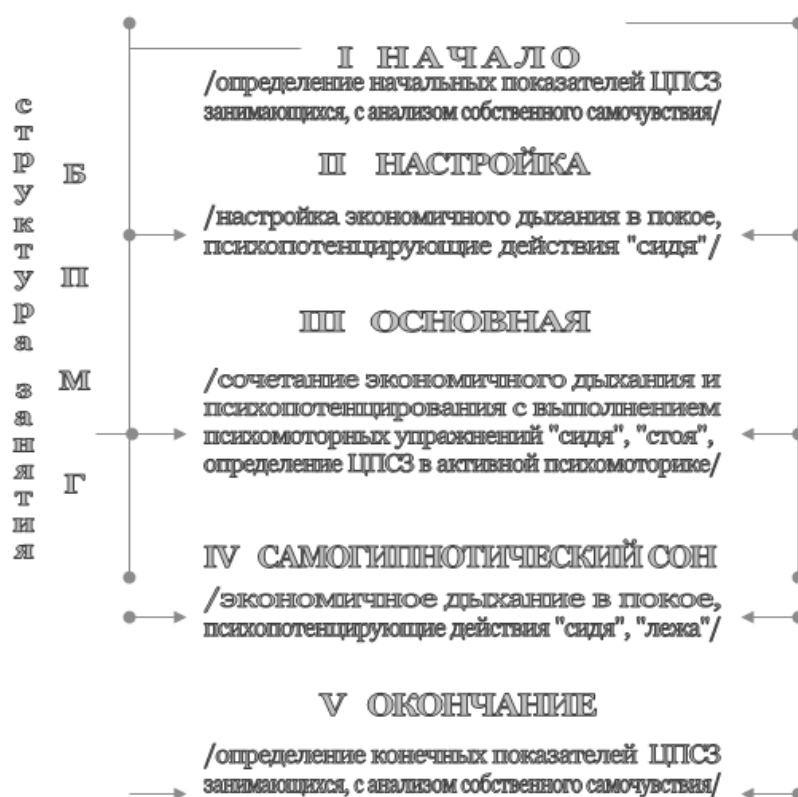 структура занятия
БПМГ
I НАЧАЛО
/определение начальных показателей ЦПСЗ
занимающихся, с анализом собственного самочувствия/
II НАСТРОЙКА
/настройка экономичного дыхания в покое,
психопотенцирующие действия "сидя"/
III ОСНОВНАЯ
/сочетание экономичного дыхания и
психопотенцирования с выполнением
психомоторных упражнений "сидя", "стоя",
определение ЦПСЗ в активной психомоторике/
IV САМОГИПНОТИЧЕСКИЙ СОН
/экономичное дыхание в покое,
психопотенцирующие действия "сидя", "лежа"/
V ОКОНЧАНИЕ
/определение конечных показателей ЦПСЗ
занимающихся, с анализом собственного самочувствия/